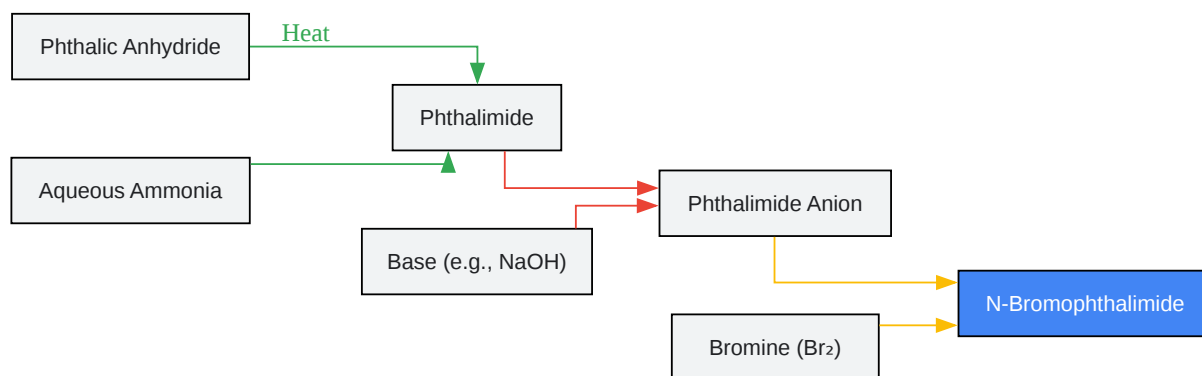 Phthalic Anhydride
Heat
Phthalimide
Aqueous Ammonia
Phthalimide Anion
Base (e.g., NaOH)
N-Bromophthalimide
Bromine (Br₂)